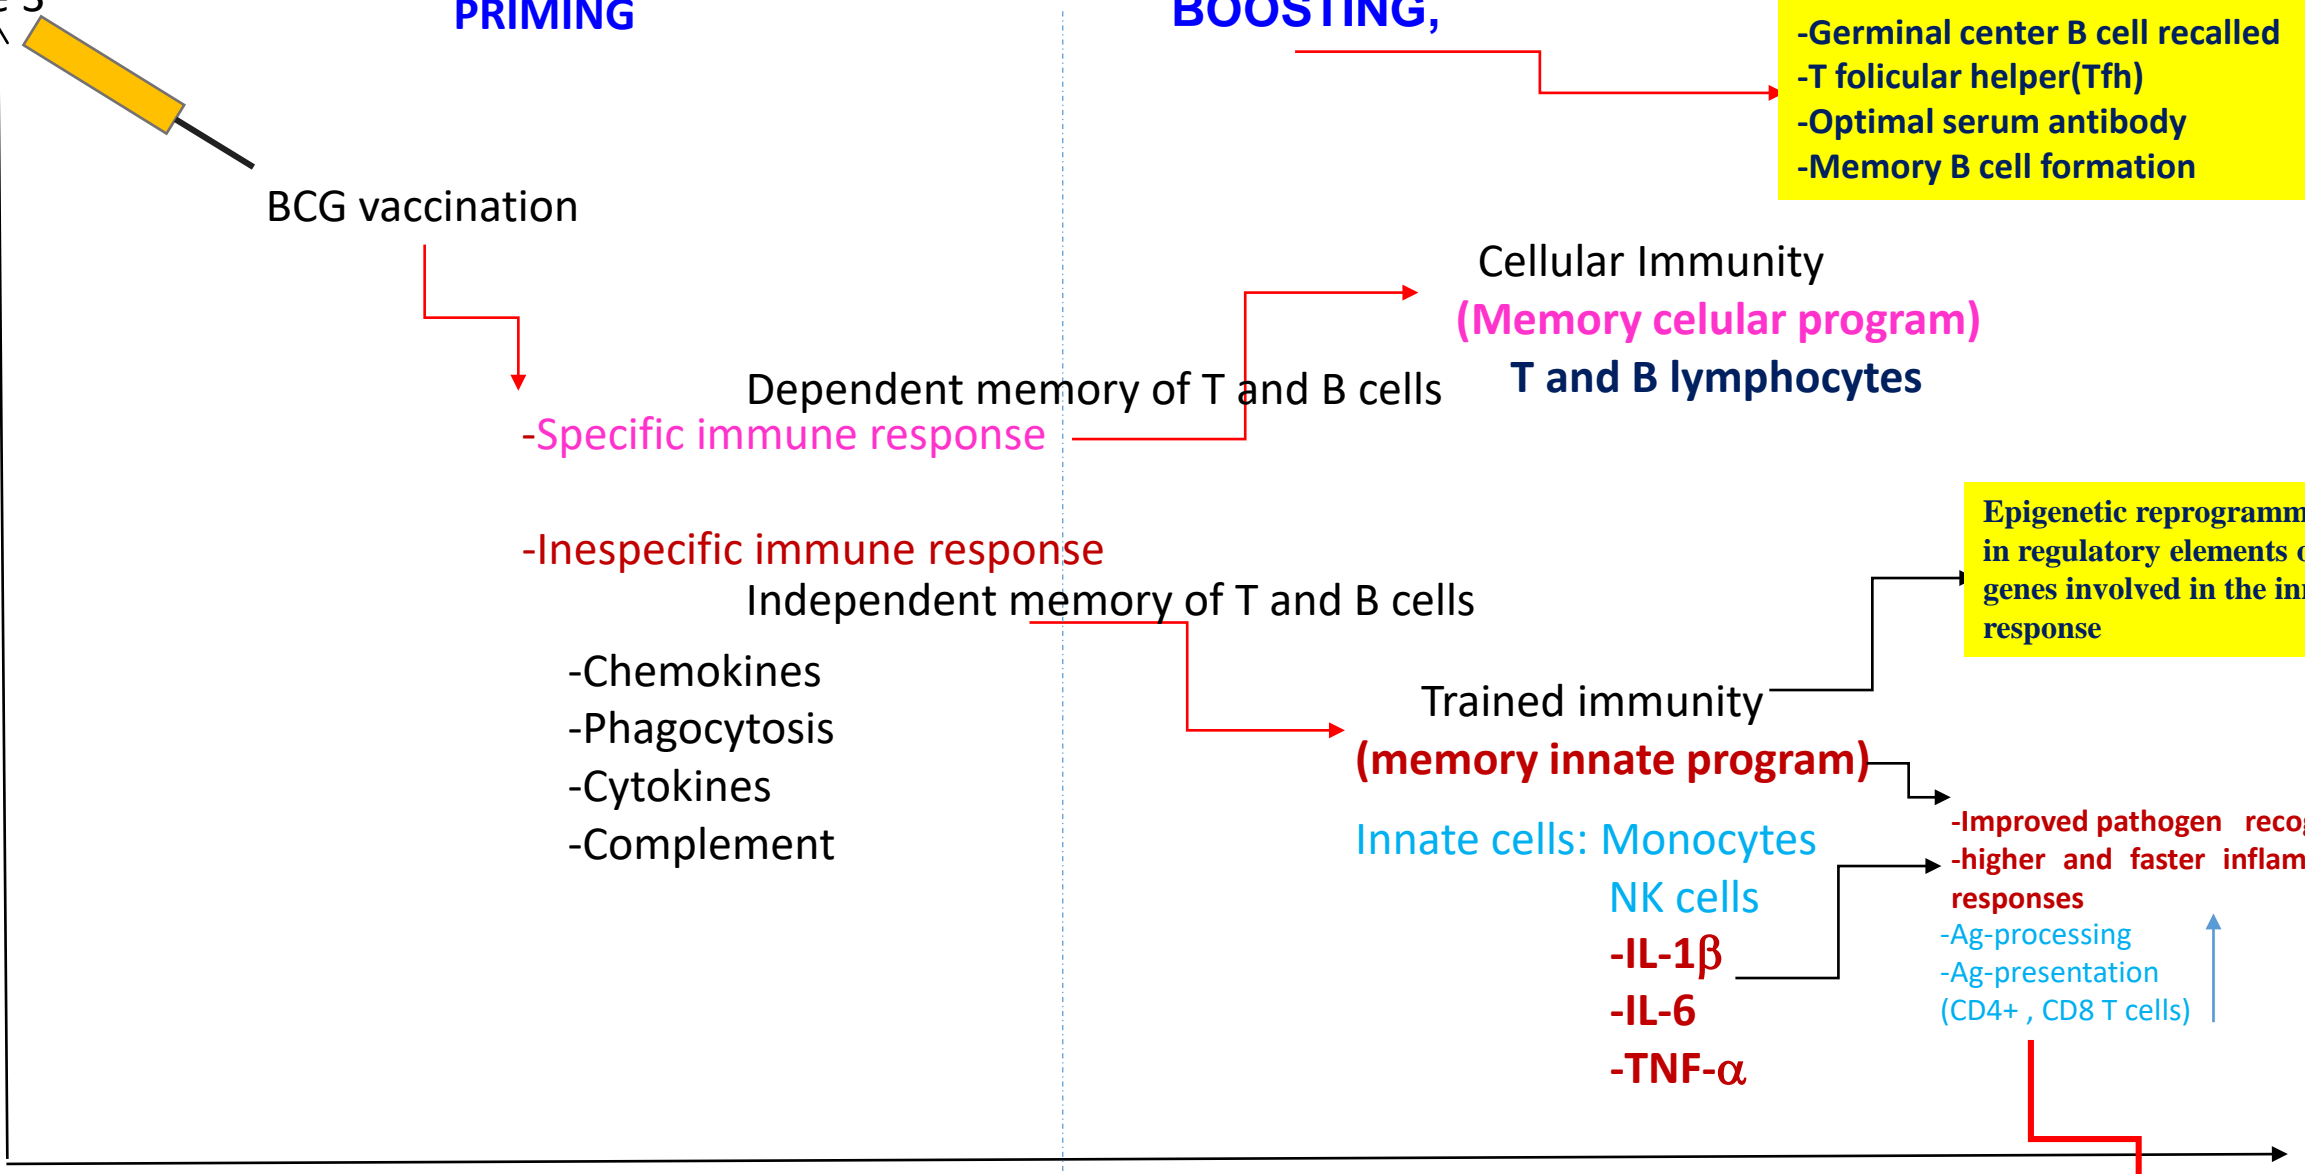 PRIMING
BOOSTING,
-Germinal center B cell recalled
-T folicular helper(Tfh)
-Optimal serum antibody
-Memory B cell formation
BCG vaccination
Cellular Immunity
(Memory celular program)
T and B lymphocytes
Dependent memory of T and B cells
-Specific immune response
-Inespecific immune response
Independent memory of T and B cells
-Chemokines
-Phagocytosis
-Cytokines
-Complement
Epigenetic
in regulatory elements
genes involved in the
response
Trained immunity
(memory innate program)
Innate cells: Monocytes
NK cells
-IL-1β
-IL-6
-TNF-α
-Improved pathogen
-higher and faster
responses
-Ag-processing
-Ag-presentation
(CD4+ , CD8 T cells)